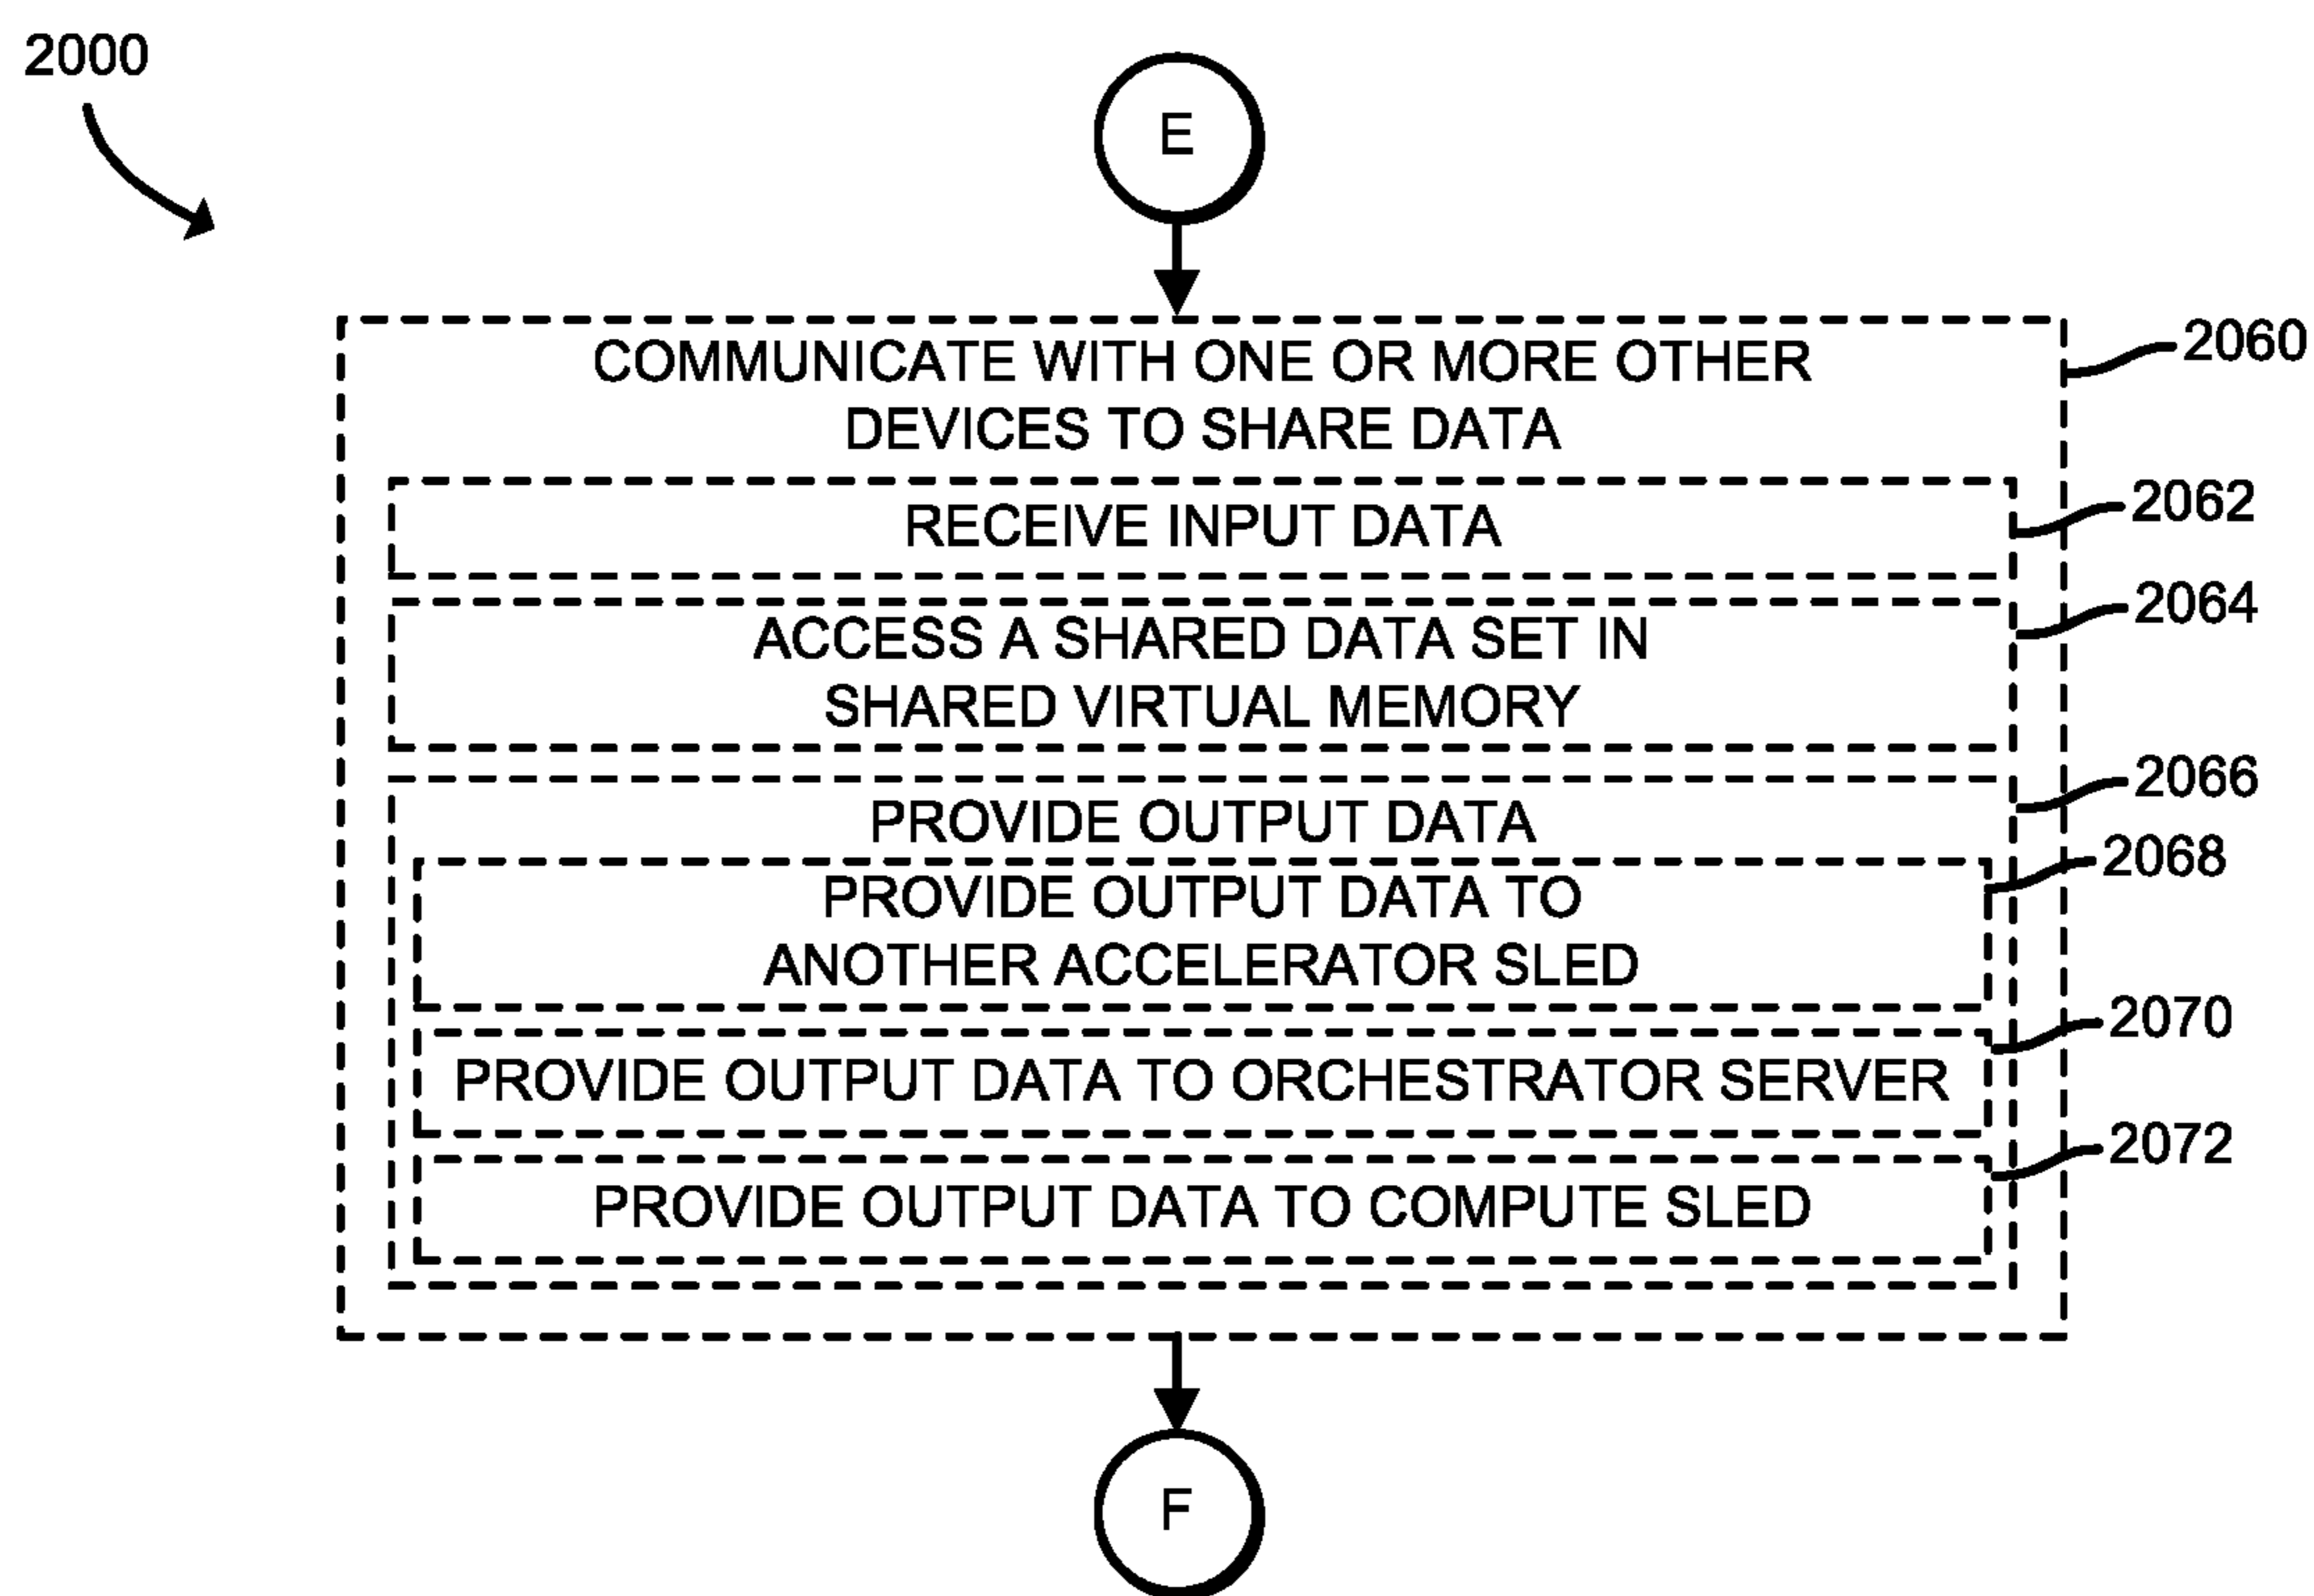 2000
E
COMMUNICATE WITH ONE OR MORE OTHER
DEVICES TO SHARE DATA
2060
RECEIVE INPUT DATA
2062
ACCESS A SHARED DATA SET IN
SHARED VIRTUAL MEMORY
2064
PROVIDE OUTPUT DATA
2066
PROVIDE OUTPUT DATA TO
ANOTHER ACCELERATOR SLED
2068
PROVIDE OUTPUT DATA TO ORCHESTRATOR SERVER
2070
PROVIDE OUTPUT DATA TO COMPUTE SLED
2072
F